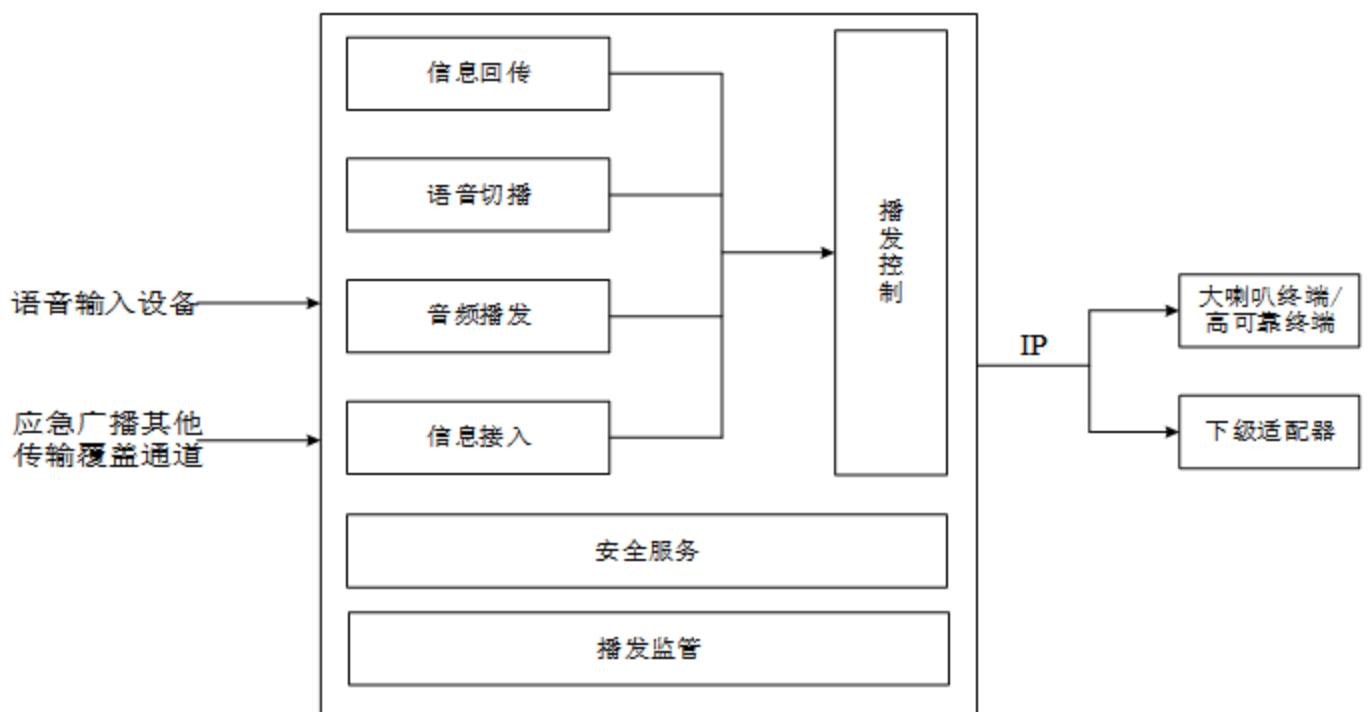 信息回传
语音切播
音频播发
信息接入
播发控制
安全服务
播发监管
语音输入设备
应急广播其他
传输覆盖通道
IP
大喇叭终端/
高可靠终端
下级适配器